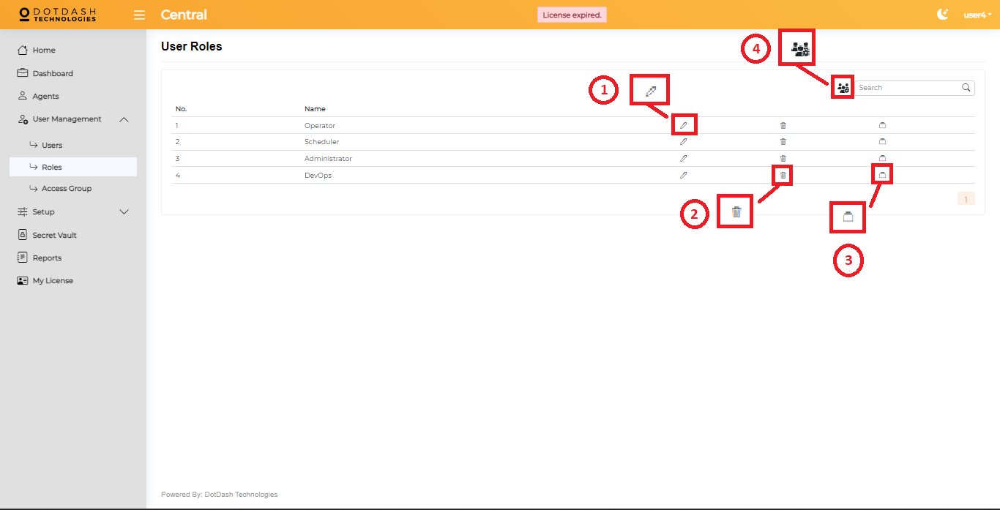 DOTDASH
TECHNOLOGIES
Central
License expired.
user4
Home
Dashboard
Agents
User Management
Users
Roles
Access Group
Setup
Secret Vault
Reports
My License
User Roles
4
1
Search
No. Name
1 Operator
2 Scheduler
3 Administrator
4 DevOps
1
2
3
Powered By: DotDash Technologies